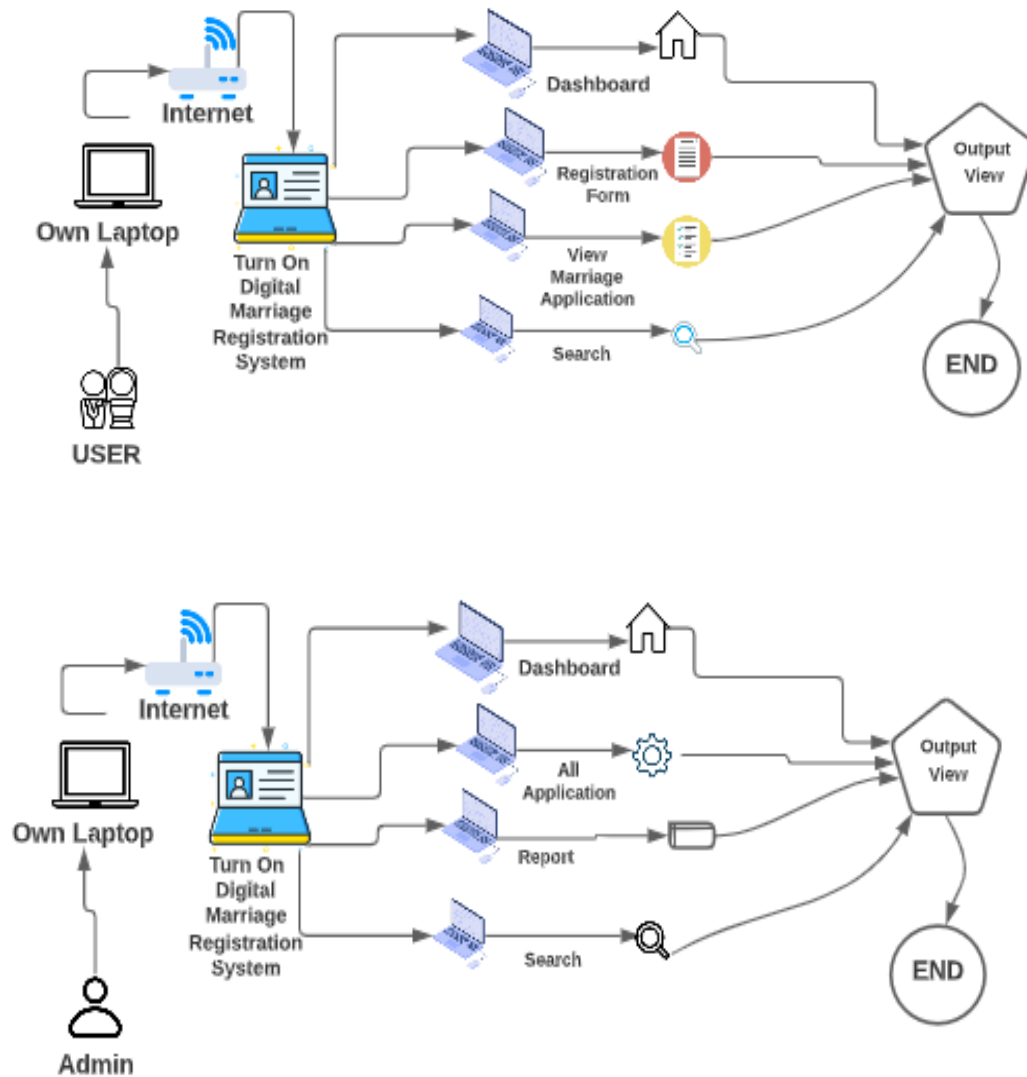 Internet
Own Laptop
USER
Turn On
Digital
Marriage
Registration
System
Dashboard
Registration
Form
View
Marriage
Application
Search
Output
View
END
Internet
Own Laptop
Admin
Turn On
Digital
Marriage
Registration
System
Dashboard
All
Application
Report
Search
Output
View
END